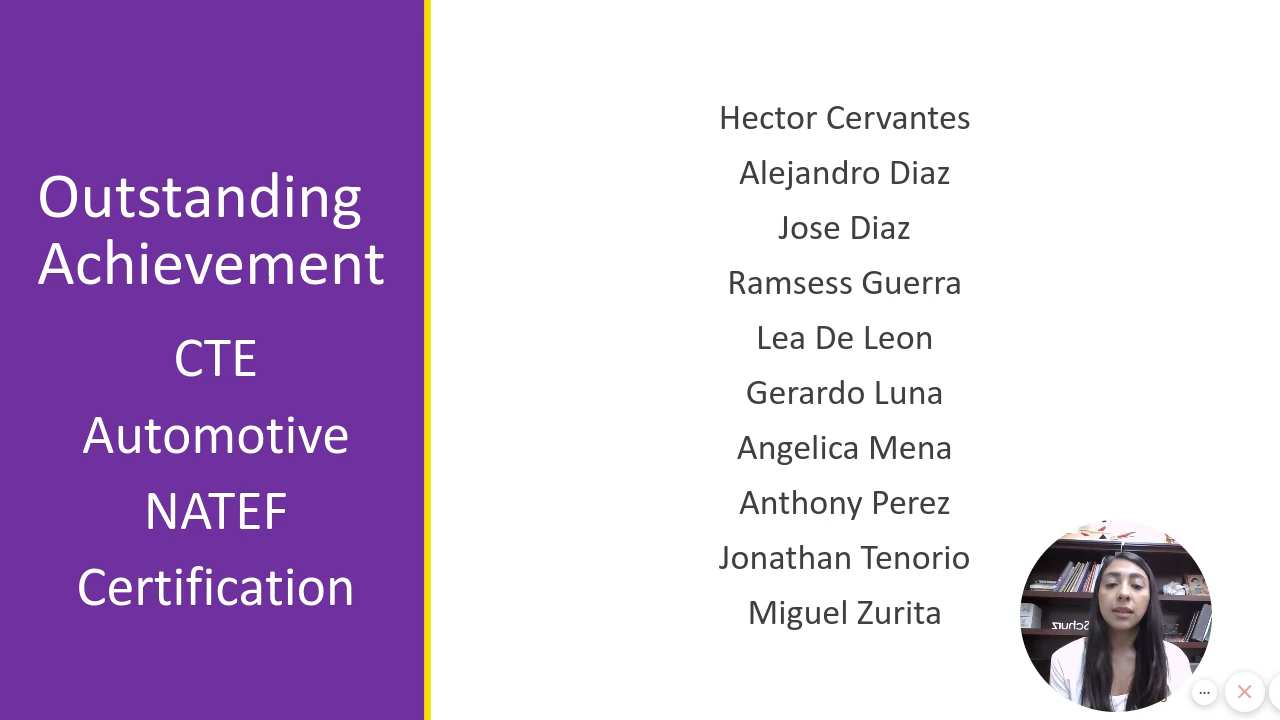 Outstanding
Achievement
CTE
Automotive
NATEF
Certification
Hector Cervantes
Alejandro Diaz
Jose Diaz
Ramsess Guerra
Lea De Leon
Gerardo Luna
Angelica Mena
Anthony Perez
Jonathan Tenorio
Miguel Zurita
Schurz